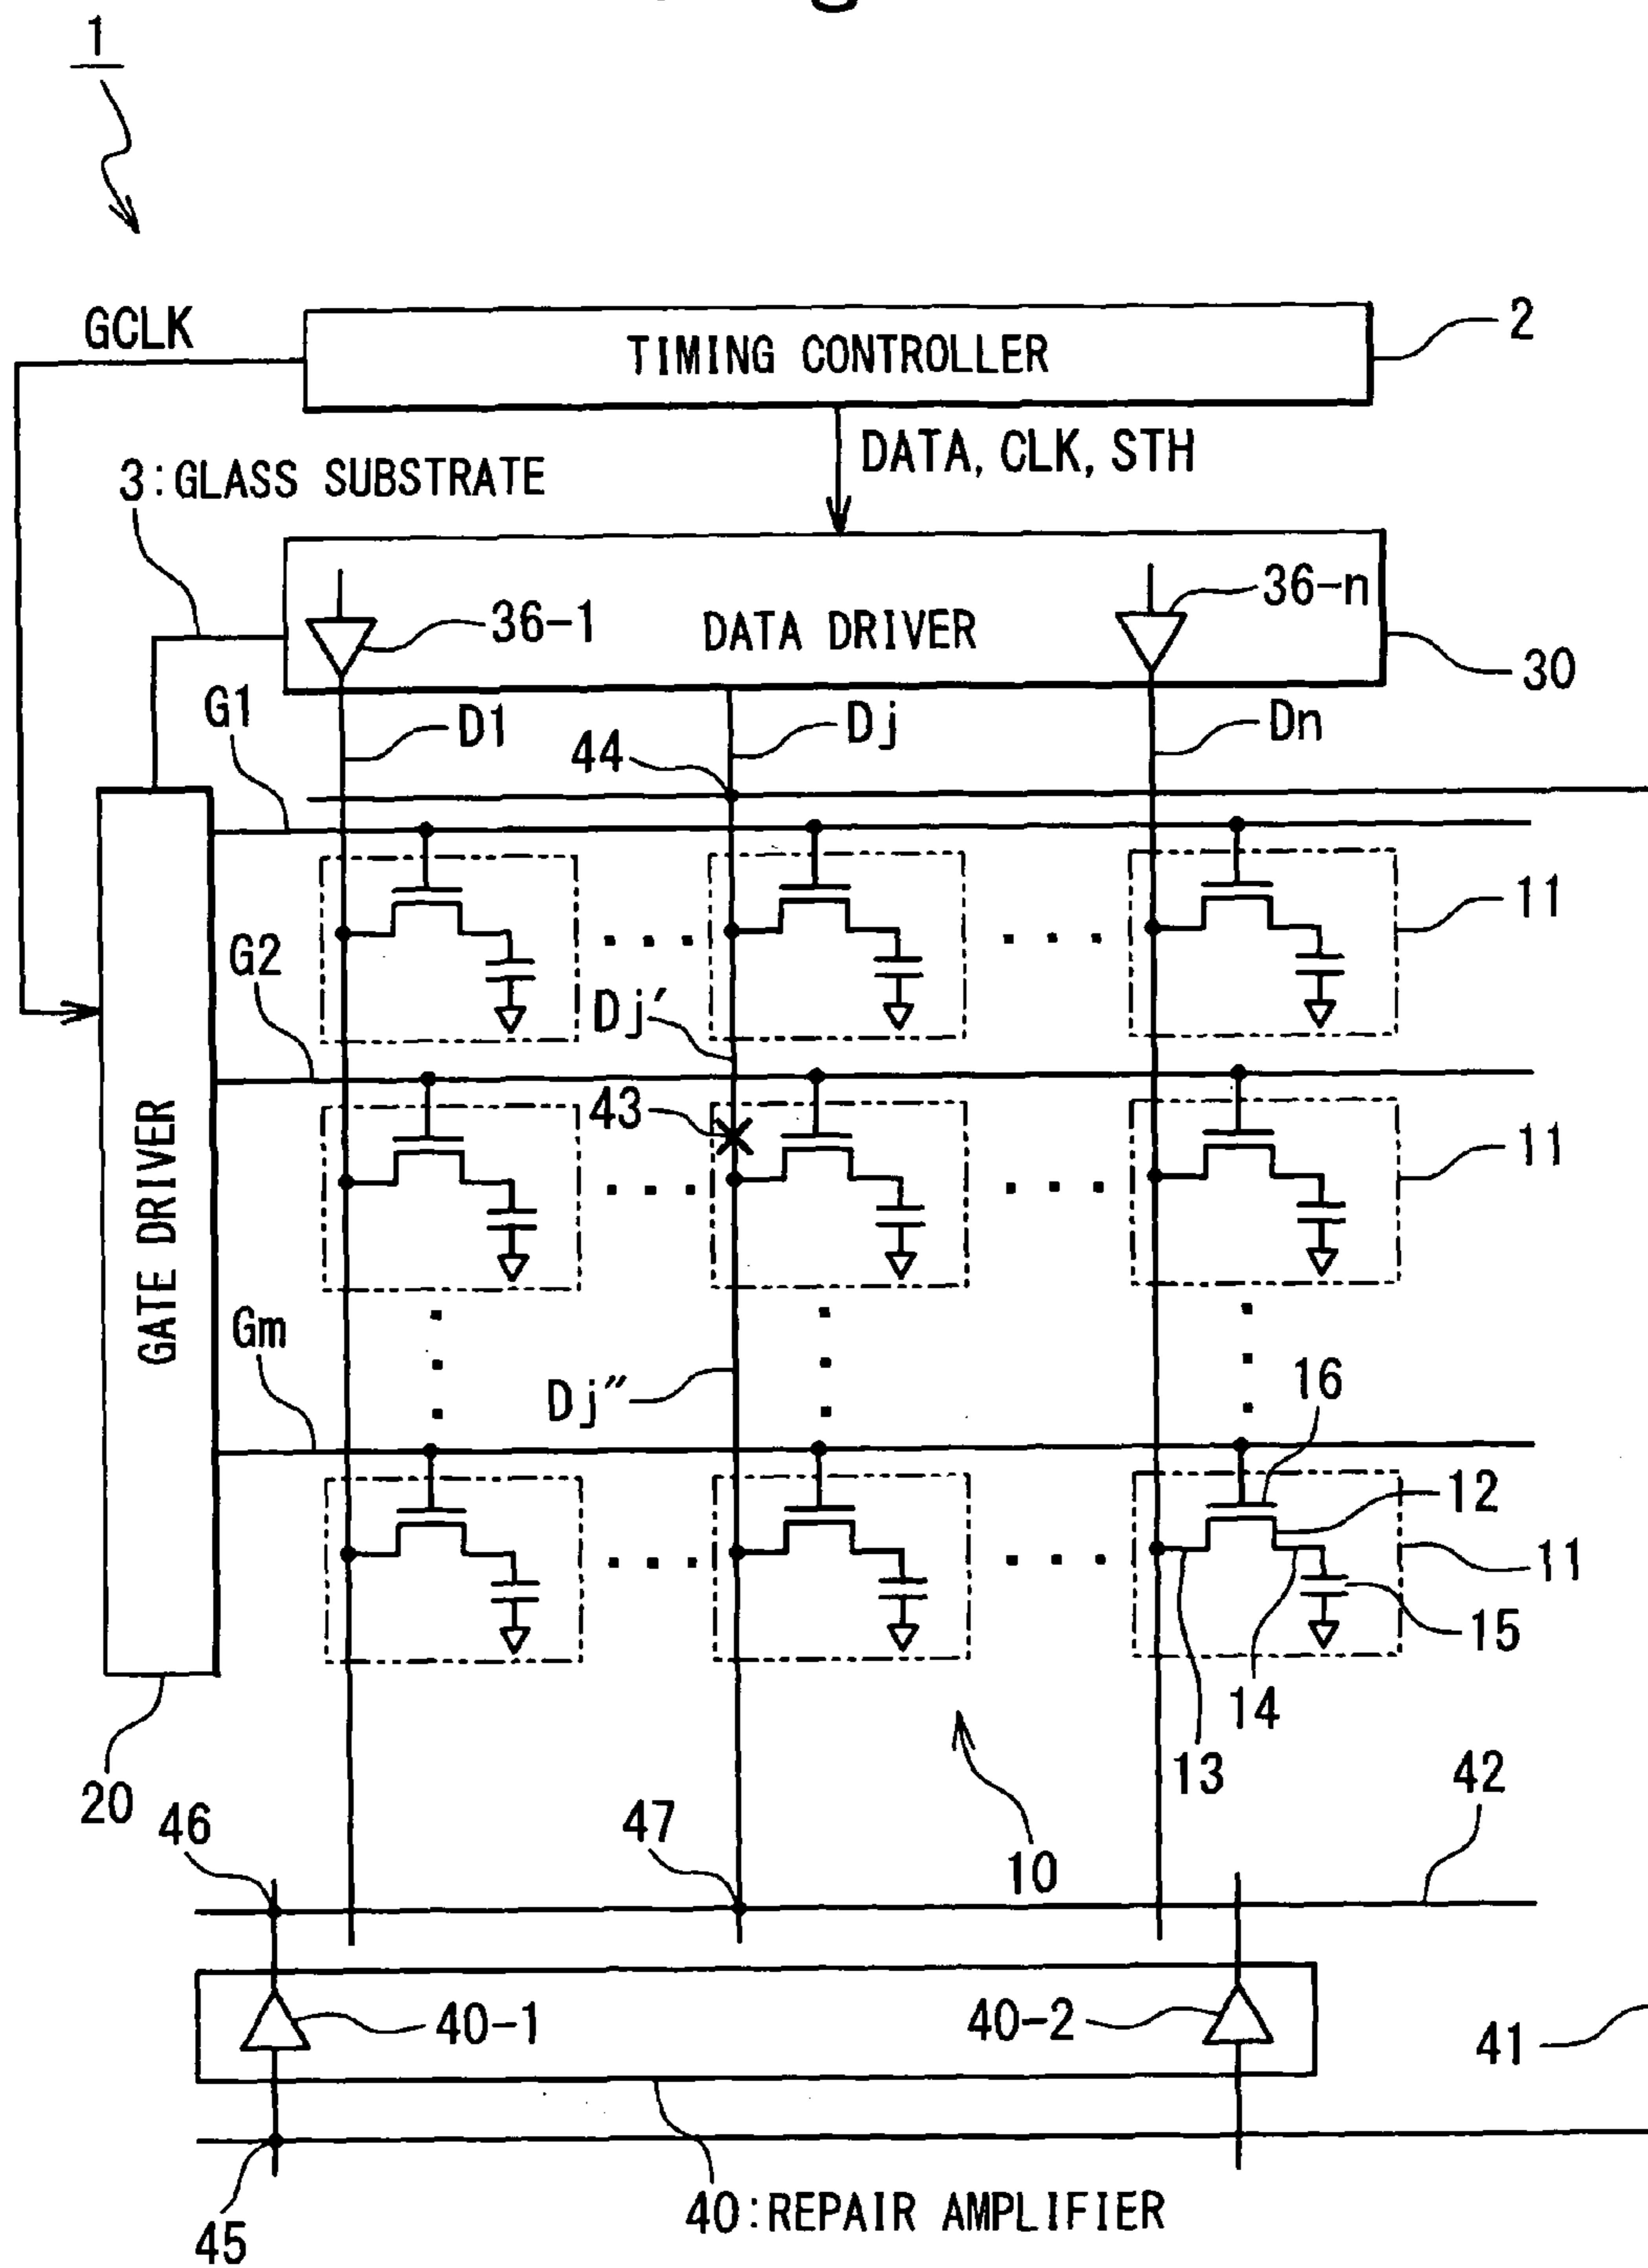 1
GCLK
TIMING CONTROLLER
2
DATA, CLK, STH
3:GLASS SUBSTRATE
36-1
DATA DRIVER
36-n
30
G1
D1
44
Dj
Dn
11
G2
Dj′
43
11
GATE DRIVER
Gm
Dj″
16
12
11
15
14
13
20
46
47
10
42
40-1
40-2
41
45
40:REPAIR AMPLIFIER